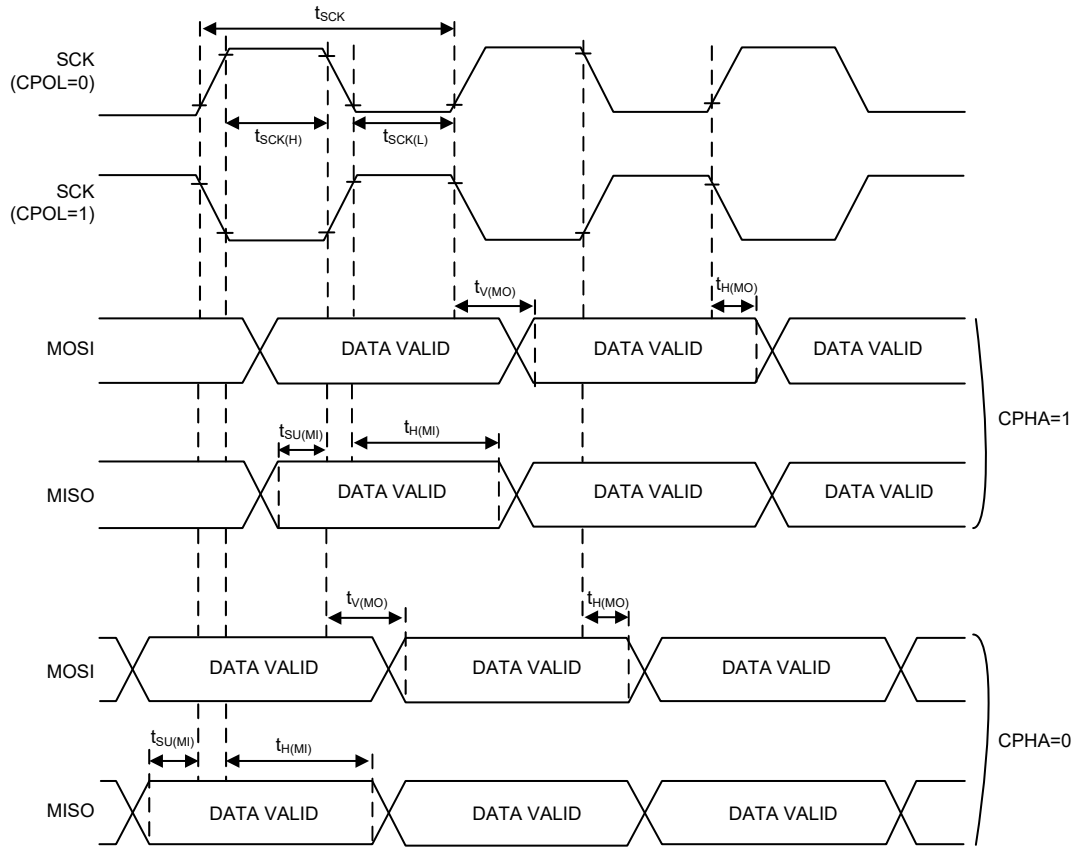 tSCK
SCK
(CPOL=0)
tSCK(H)
tSCK(L)
SCK
(CPOL=1)
tV(MO)
tH(MO)
MOSI
DATA VALID
DATA VALID
DATA VALID
CPHA=1
tSU(MI)
tH(MI)
MISO
DATA VALID
DATA VALID
DATA VALID
tV(MO)
tH(MO)
MOSI
DATA VALID
DATA VALID
DATA VALID
CPHA=0
tSU(MI)
tH(MI)
MISO
DATA VALID
DATA VALID
DATA VALID